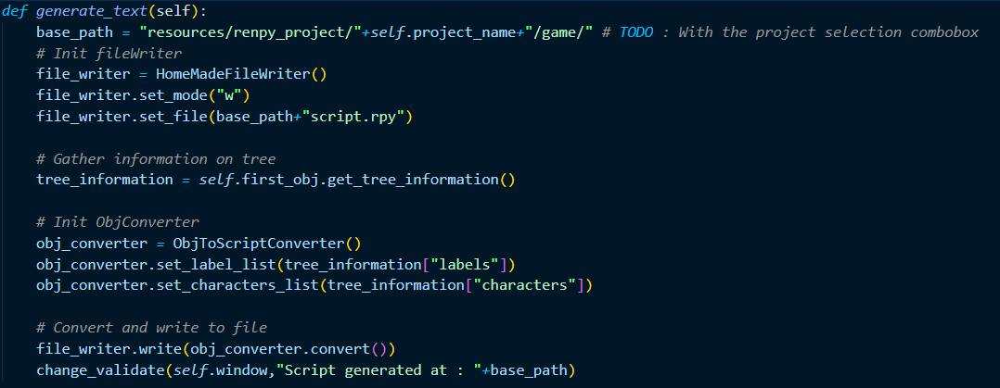 def generate_text(self):
    base_path = "resources/renpy_project/"+self.project_name+"/game/" # TODO : With the project selection combobox
    # Init fileWriter
    file_writer = HomeMadeFileWriter()
    file_writer.set_mode("w")
    file_writer.set_file(base_path+"script.rpy")

    # Gather information on tree
    tree_information = self.first_obj.get_tree_information()

    # Init ObjConverter
    obj_converter = ObjToScriptConverter()
    obj_converter.set_label_list(tree_information["labels"])
    obj_converter.set_characters_list(tree_information["characters"])

    # Convert and write to file
    file_writer.write(obj_converter.convert())
    change_validate(self.window,"Script generated at : "+base_path)